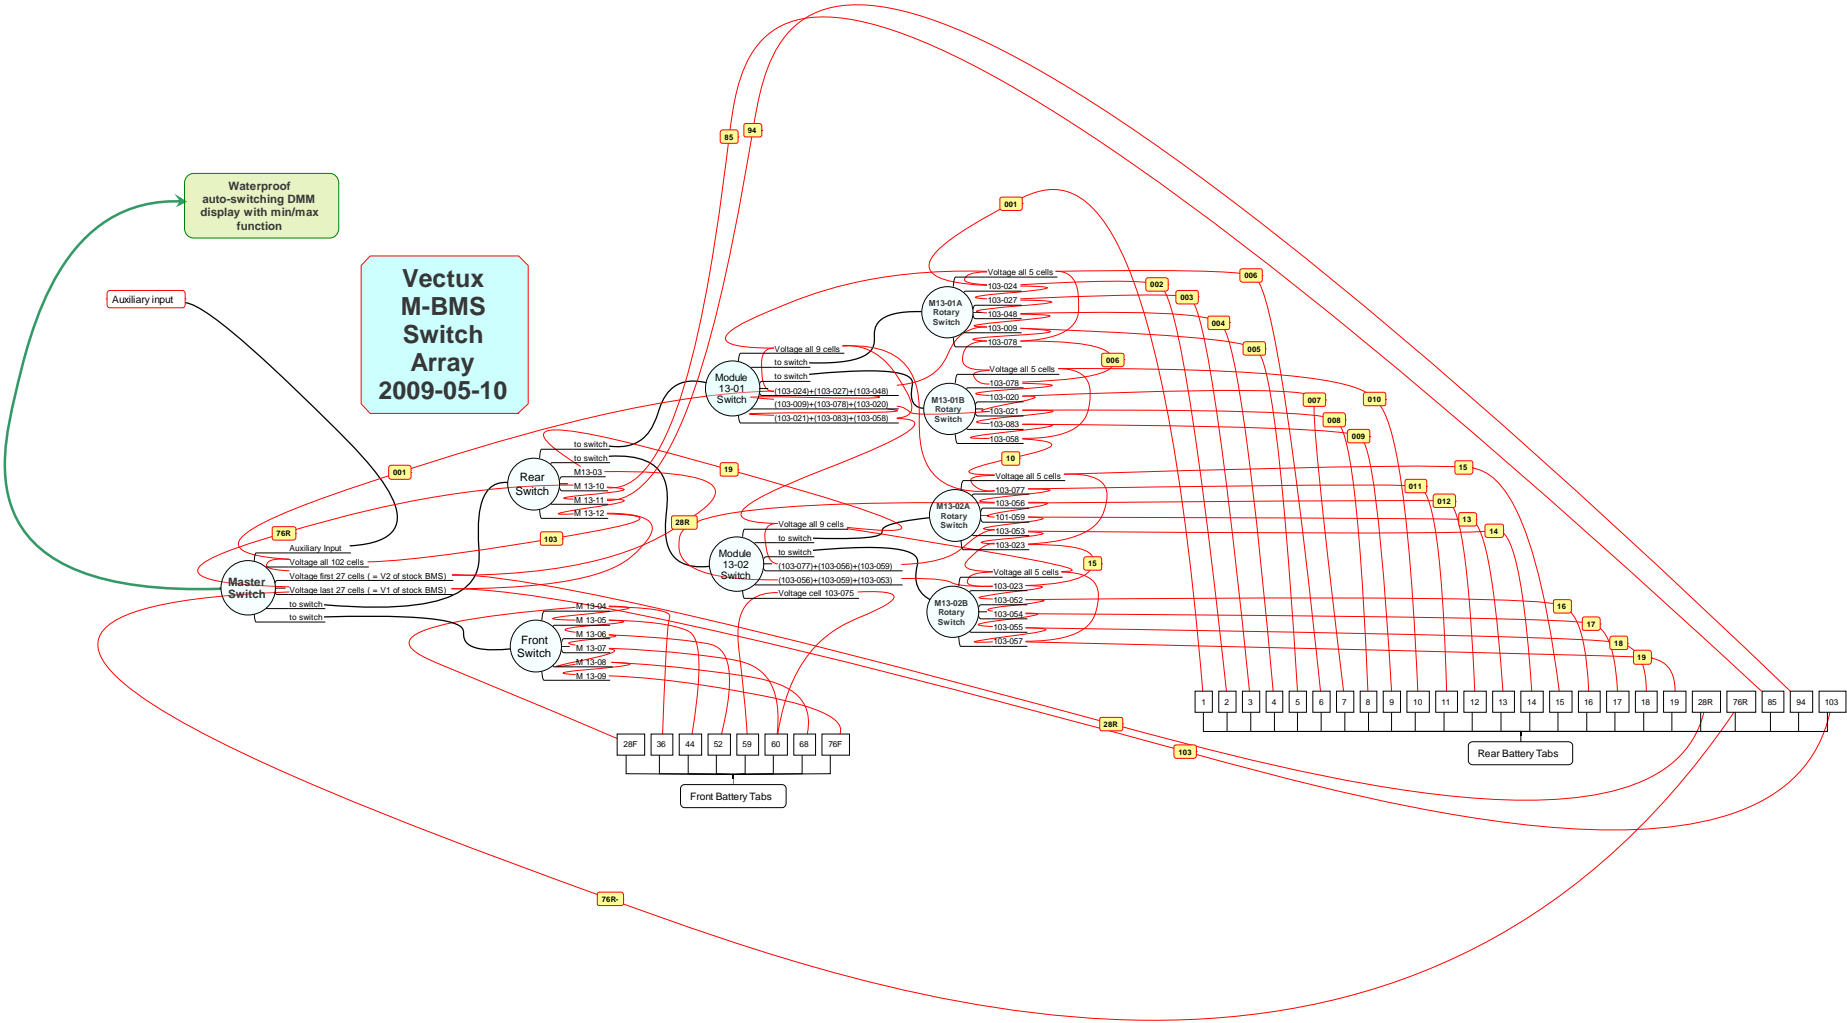 Waterproof
auto-switching DMM
display with min/max
function
Auxiliary input
Vectux
M-BMS
Switch
Array
2009-05-10
85
94
001
006
002
003
004
005
006
010
007
008
009
10
15
011
012
13
14
15
16
17
18
19
001
19
76R
28R
103
28R
103
76R-
M13-01A
Rotary
Switch
Voltage all 5 cells
103-024
103-027
103-048
103-009
103-078
M13-01B
Rotary
Switch
Voltage all 5 cells
103-078
103-020
103-021
103-083
103-058
M13-02A
Rotary
Switch
Voltage all 5 cells
103-077
103-056
101-059
103-053
103-023
M13-02B
Rotary
Switch
Voltage all 5 cells
103-023
103-052
103-054
103-055
103-057
Module
13-01
Switch
Voltage all 9 cells
to switch
to switch
(103-024)+(103-027)+(103-048)
(103-009)+(103-078)+(103-020)
(103-021)+(103-083)+(103-058)
Module
13-02
Switch
Voltage all 9 cells
to switch
to switch
(103-077)+(103-056)+(103-059)
(103-056)+(103-059)+(103-053)
Voltage cell 103-075
Rear
Switch
to switch
to switch
M13-03
M 13-10
M 13-11
M 13-12
Master
Switch
Auxiliary Input
Voltage all 102 cells
Voltage first 27 cells ( = V2 of stock BMS)
Voltage last 27 cells ( = V1 of stock BMS)
to switch
to switch
Front
Switch
M 13-04
M 13-05
M 13-06
M 13-07
M 13-08
M 13-09
1 2 3 4 5 6 7 8 9 10 11 12 13 14 15 16 17 18 19 28R 76R 85 94 103
Rear Battery Tabs
28F 36 44 52 59 60 68 76F
Front Battery Tabs